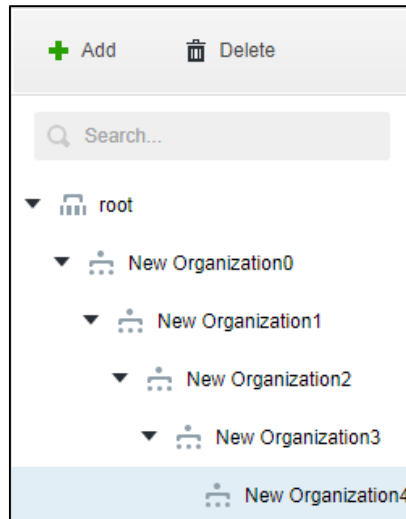 Add Delete
Search...
root
New Organization0
New Organization1
New Organization2
New Organization3
New Organization4